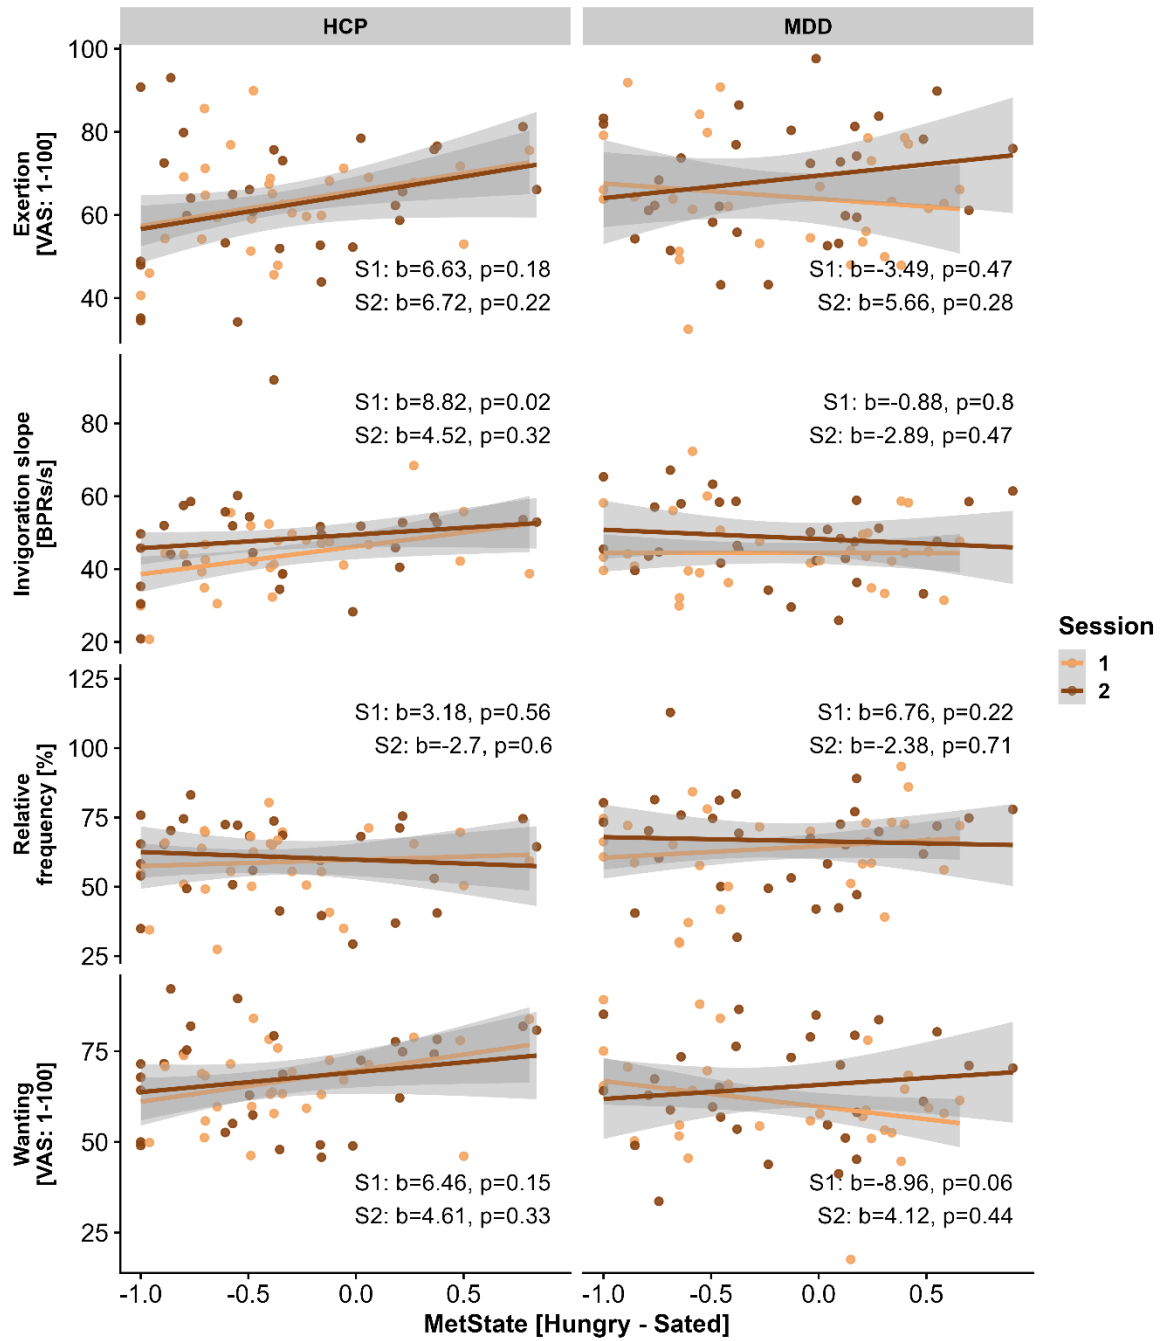 HCP
MDD
Exertion
[VAS: 1-100]
100
80
60
40
S1: b=6.63, p=0.18
S2: b=6.72, p=0.22
S1: b=-3.49, p=0.47
S2: b=5.66, p=0.28
Invigoration slope
[BPRs/s]
80
60
40
20
S1: b=8.82, p=0.02
S2: b=4.52, p=0.32
S1: b=-0.88, p=0.8
S2: b=-2.89, p=0.47
Relative
frequency [%]
125
100
75
50
25
S1: b=3.18, p=0.56
S2: b=-2.7, p=0.6
S1: b=6.76, p=0.22
S2: b=-2.38, p=0.71
Wanting
[VAS: 1-100]
75
50
25
S1: b=6.46, p=0.15
S2: b=4.61, p=0.33
S1: b=-8.96, p=0.06
S2: b=4.12, p=0.44
-1.0 -0.5 0.0 0.5
-1.0 -0.5 0.0 0.5
MetState [Hungry - Sated]
Session
1
2